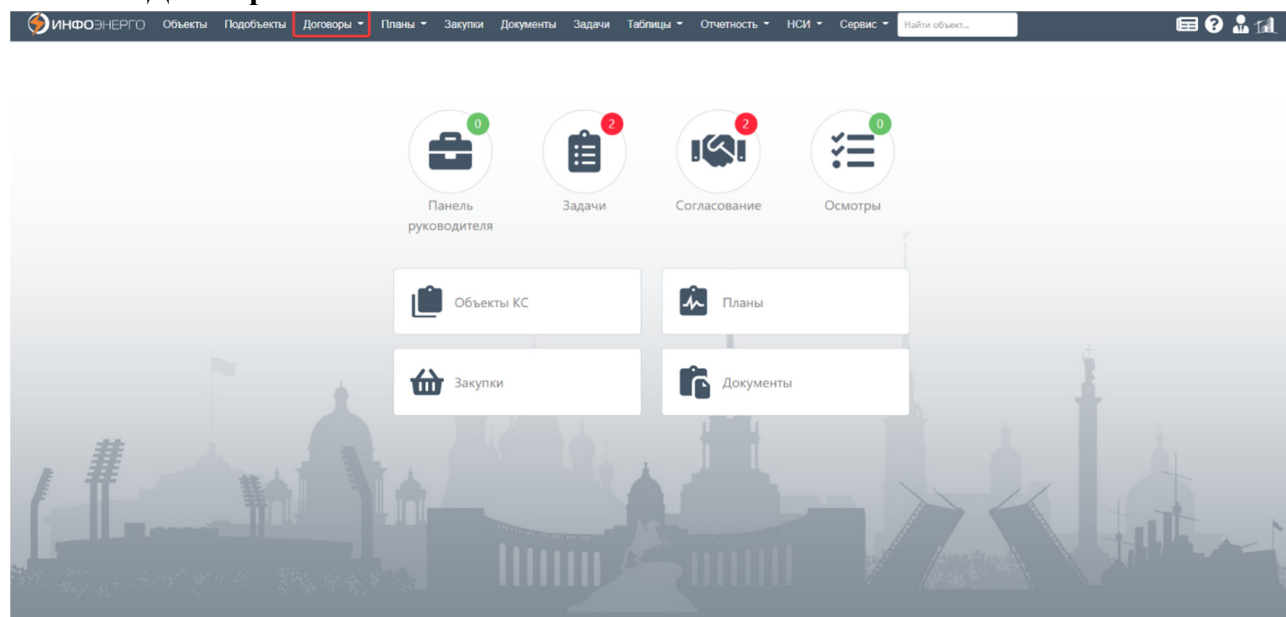 ИНФОЭНЕРГО Объекты Подобъекты Договоры Планы Закупки Документы Задачи Таблицы Отчетность НСИ Сервис Найти объект...
0 2 2 0
Панель руководителя
Задачи
Согласование
Осмотры
Объекты КС
Планы
Закупки
Документы